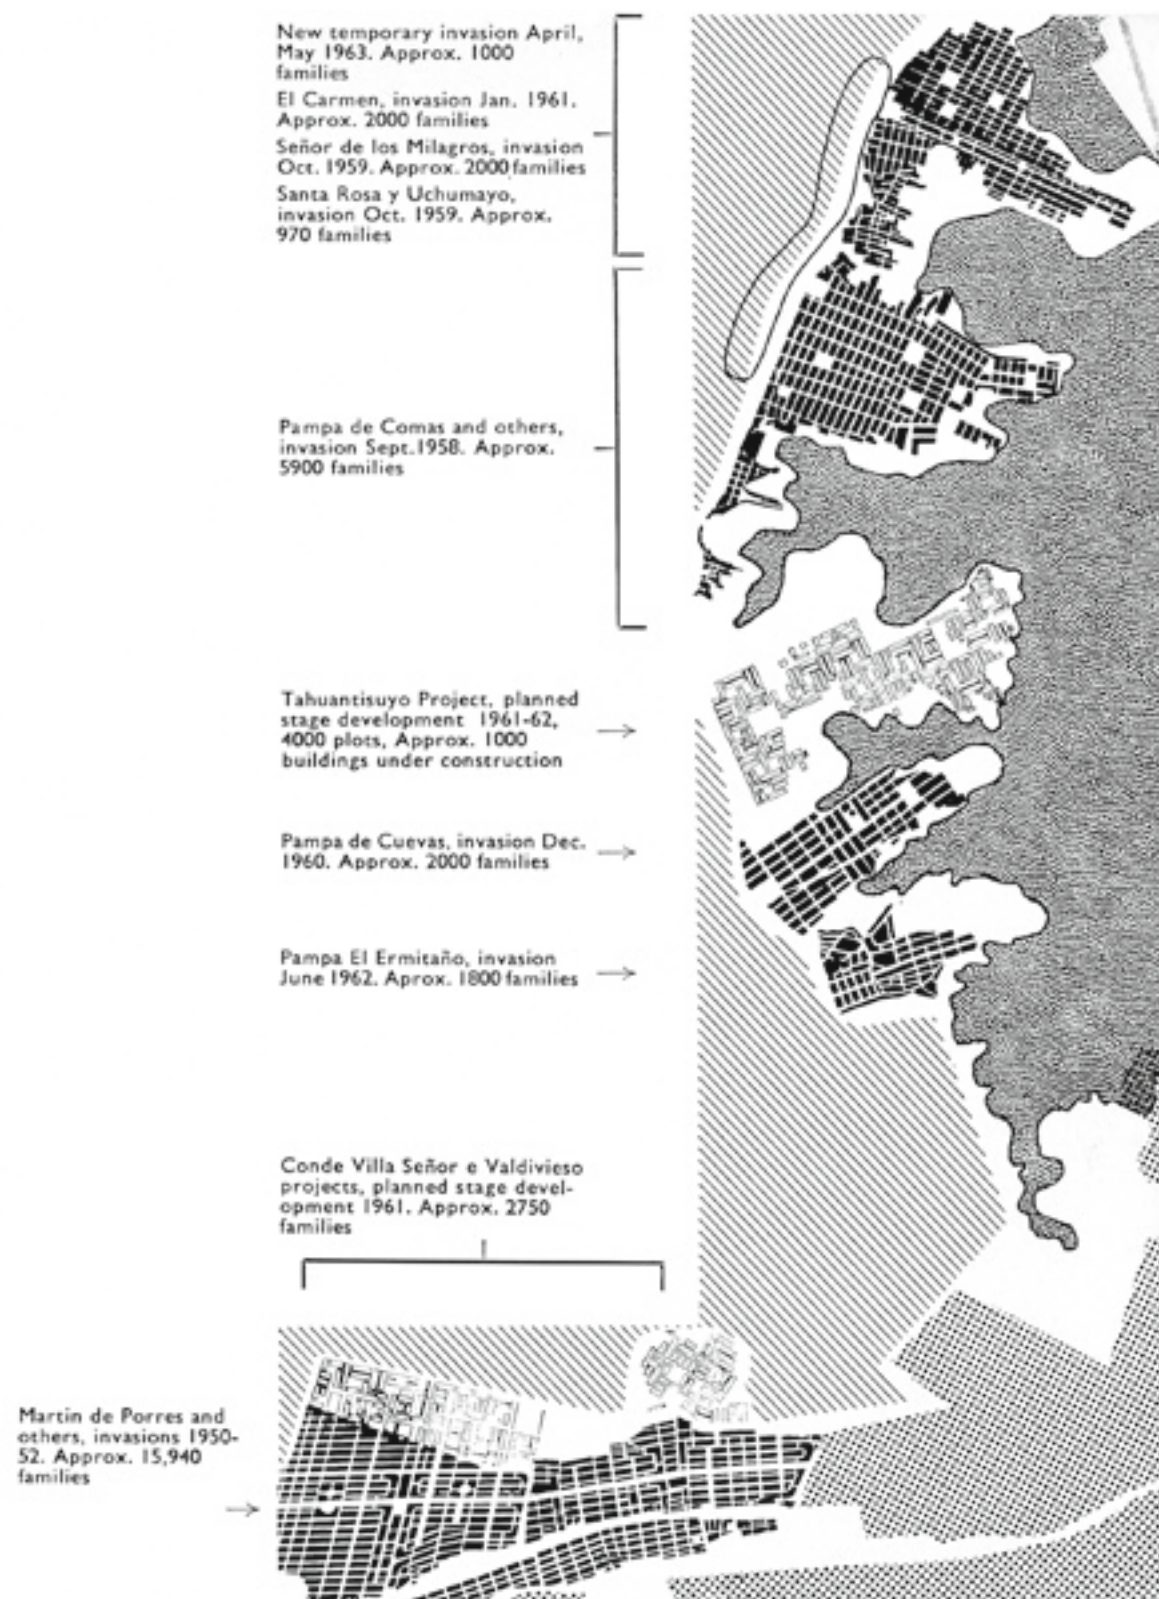 New temporary invasion April,
May 1963. Approx. 1000
families
El Carmen, invasion Jan. 1961.
Approx. 2000 families
Señor de los Milagros, invasion
Oct. 1959. Approx. 2000 families
Santa Rosa y Uchumayo,
invasion Oct. 1959. Approx.
970 families
Pampa de Comas and others,
invasion Sept. 1958. Approx.
5900 families
Tahuantisuyo Project, planned
stage development 1961-62,
4000 plots, Approx. 1000
buildings under construction
Pampa de Cuevas, invasion Dec.
1960. Approx. 2000 families
Pampa El Ermitaño, invasion
June 1962. Aprox. 1800 families
Conde Villa Señor e Valdivieso
projects, planned stage devel-
opment 1961. Approx. 2750
families
Martin de Porres and
others, invasions 1950-
52. Approx. 15,940
families